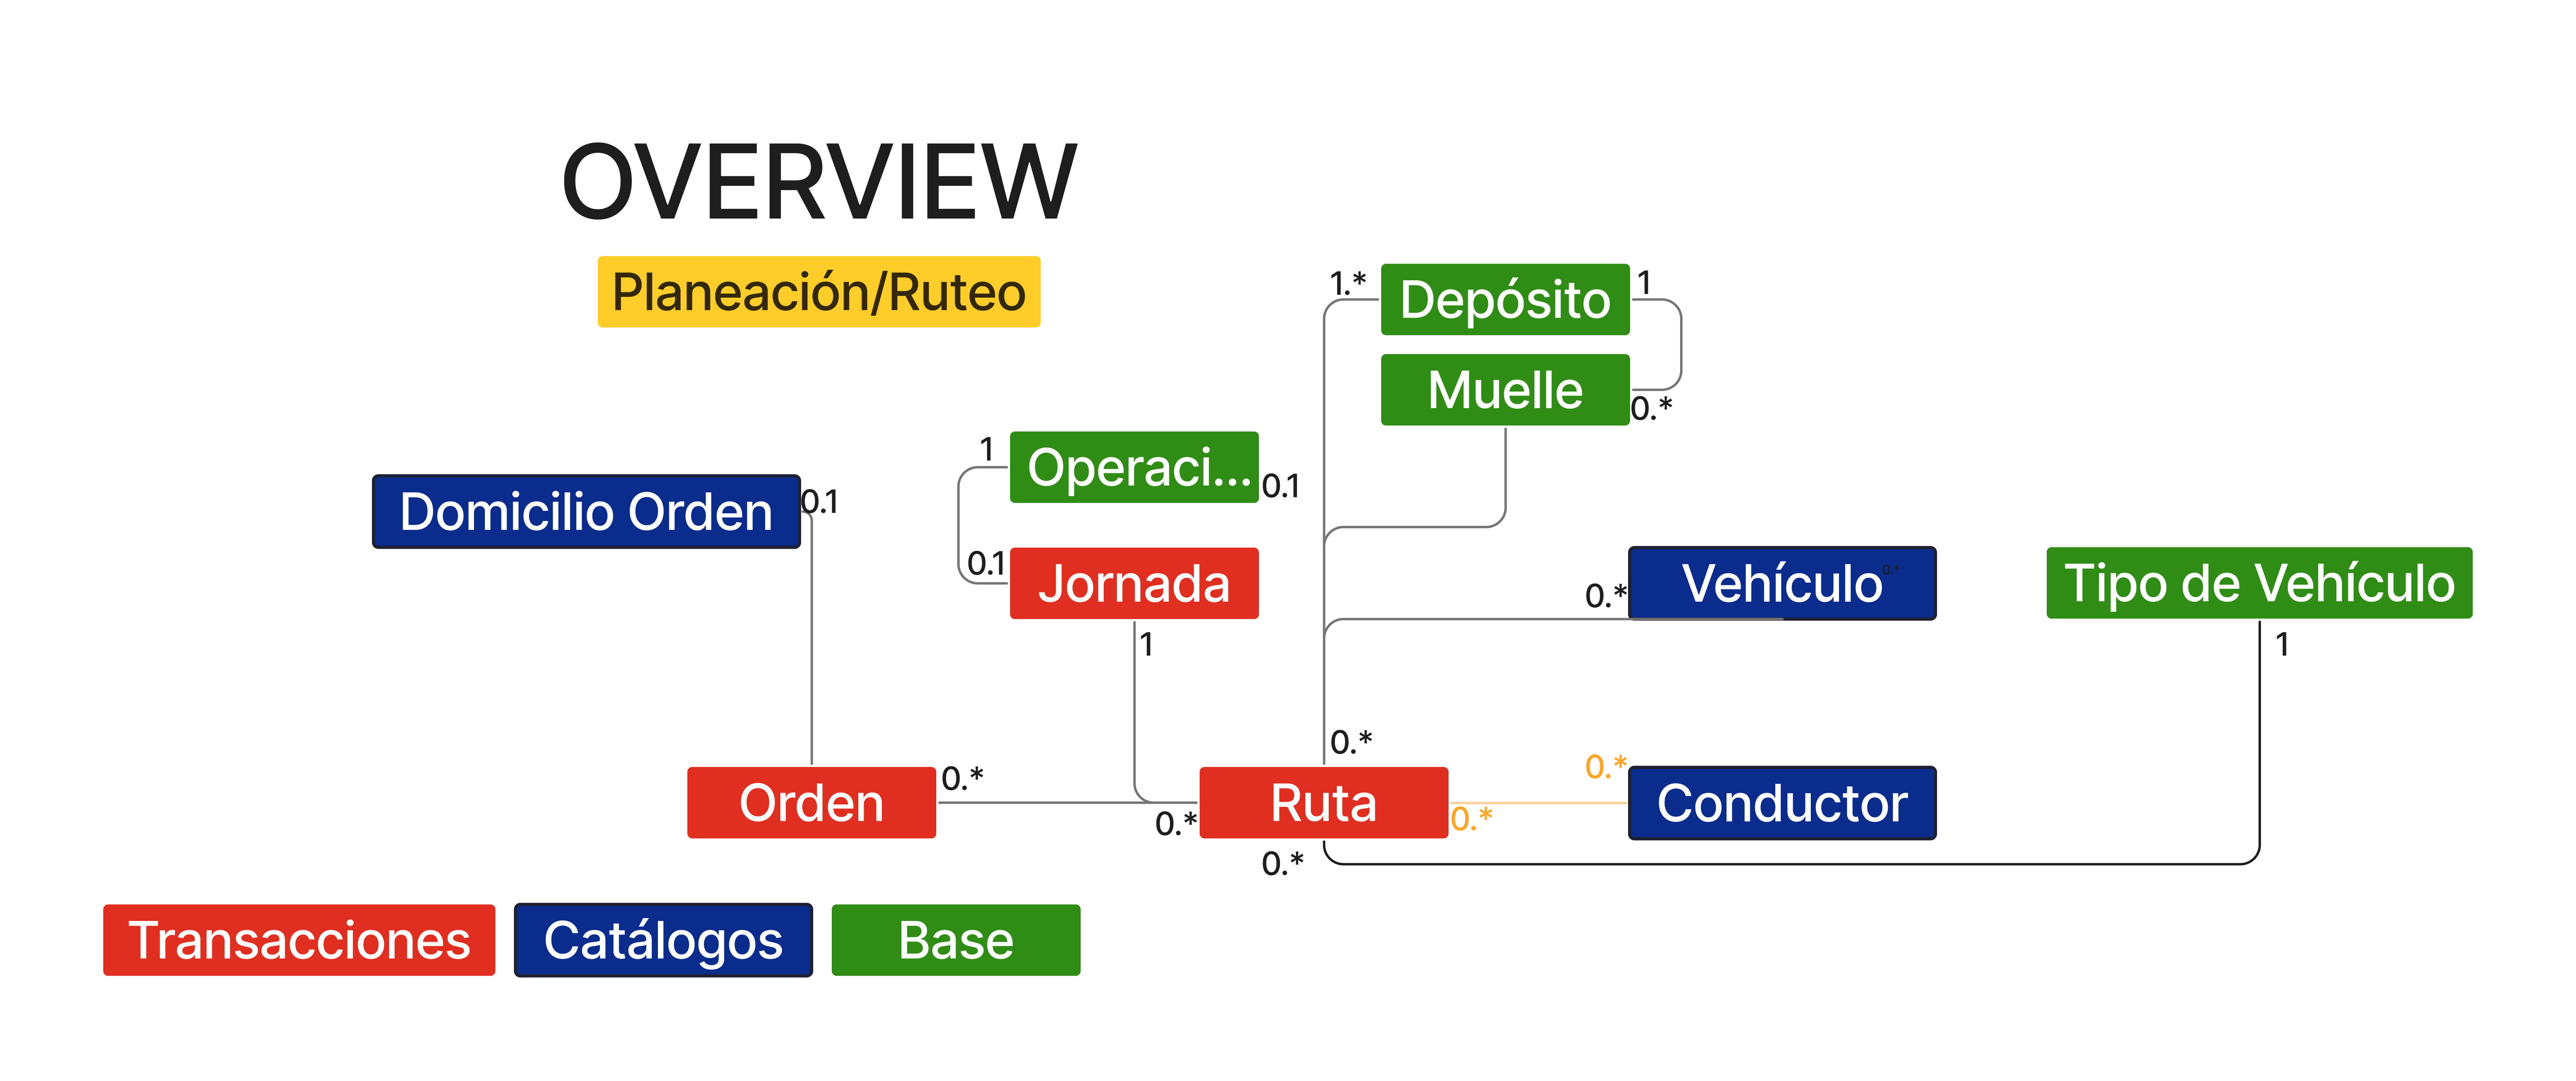 OVERVIEW
Planeación/Ruteo
1.*
Depósito
1
Muelle
0.*
1
Operaci...
0.1
Domicilio Orden
0.1
0.1
Jornada
1
0.*
Vehículo
0.*
Tipo de Vehículo
1
0.*
Orden
0.*
0.*
Ruta
0.*
0.*
Conductor
0.*
Transacciones
Catálogos
Base